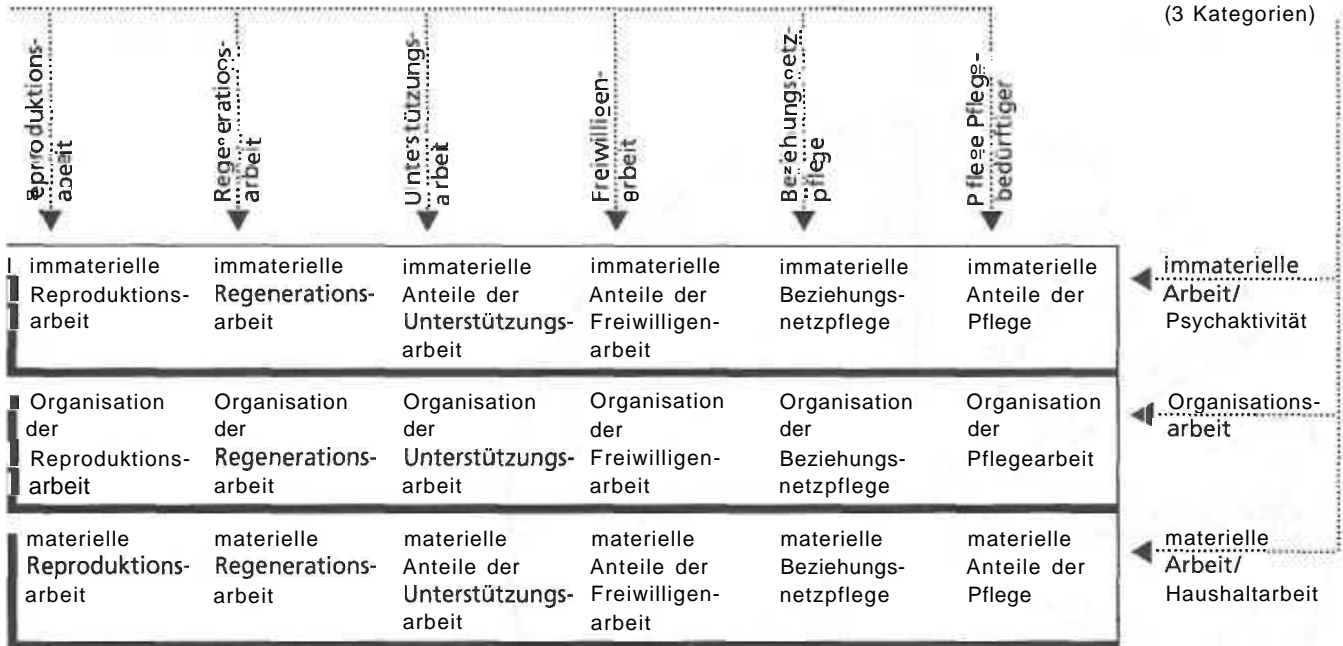 (3 Kategorien)
Reproduktions-
arbeit
Regenerations-
arbeit
Unterstützungs-
arbeit
Freiwilligen-
arbeit
Beziehungsnetz-
pflege
Pflege Pflege-
bedürftiger
immaterielle
Reproduktions-
arbeit
immaterielle
Regenerations-
arbeit
immaterielle
Anteile der
Unterstützungs-
arbeit
immaterielle
Anteile der
Freiwilligen-
arbeit
immaterielle
Beziehungs-
netzpflege
immaterielle
Anteile der
Pflege
immaterielle
Arbeit/
Psychaktivität
Organisation
der
Reproduktions-
arbeit
Organisation
der
Regenerations-
arbeit
Organisation
der
Unterstützungs-
arbeit
Organisation
der
Freiwilligen-
arbeit
Organisation
der
Beziehungs-
netzpflege
Organisation
der
Pflegearbeit
Organisations-
arbeit
materielle
Reproduktions-
arbeit
materielle
Regenerations-
arbeit
materielle
Anteile der
Unterstützungs-
arbeit
materielle
Anteile der
Freiwilligen-
arbeit
materielle
Beziehungs-
netzpflege
materielle
Anteile der
Pflege
materielle
Arbeit/
Haushaltarbeit